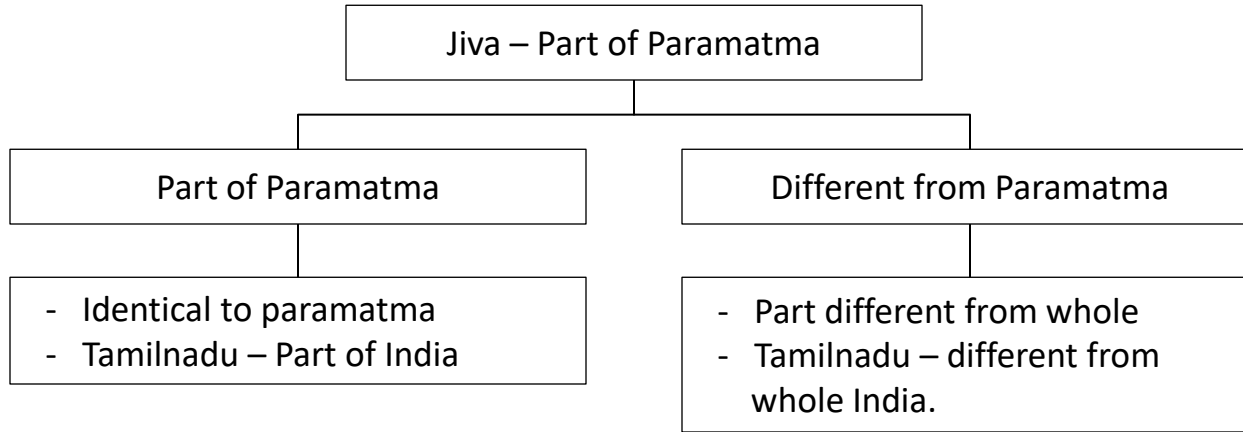 Jiva – Part of Paramatma
Part of Paramatma
Different from Paramatma
- Identical to paramatma
- Tamilnadu – Part of India
- Part different from whole
- Tamilnadu – different from
whole India.